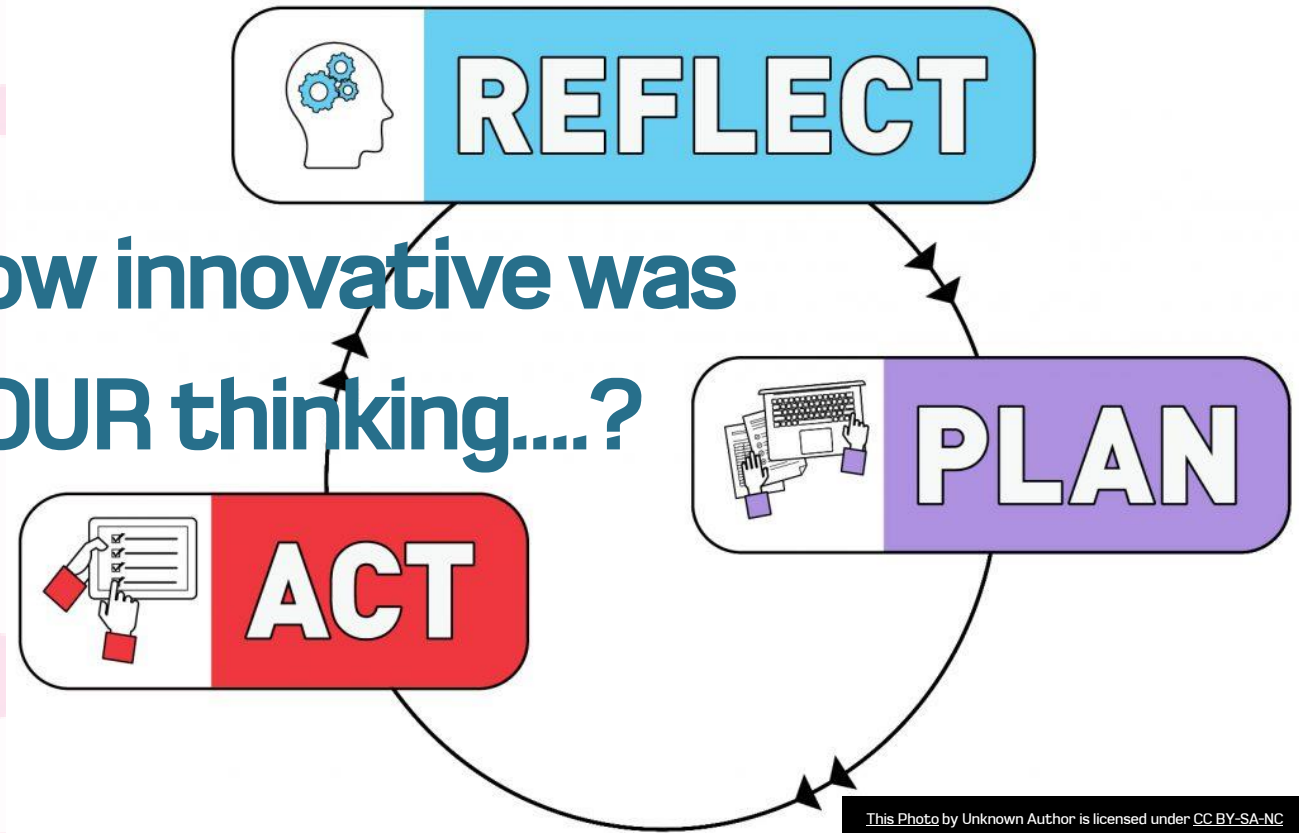 REFLECT
ow innovative was
OUR thinking....?
PLAN
ACT
This Photo by Unknown Author is licensed under CC BY-SA-NC